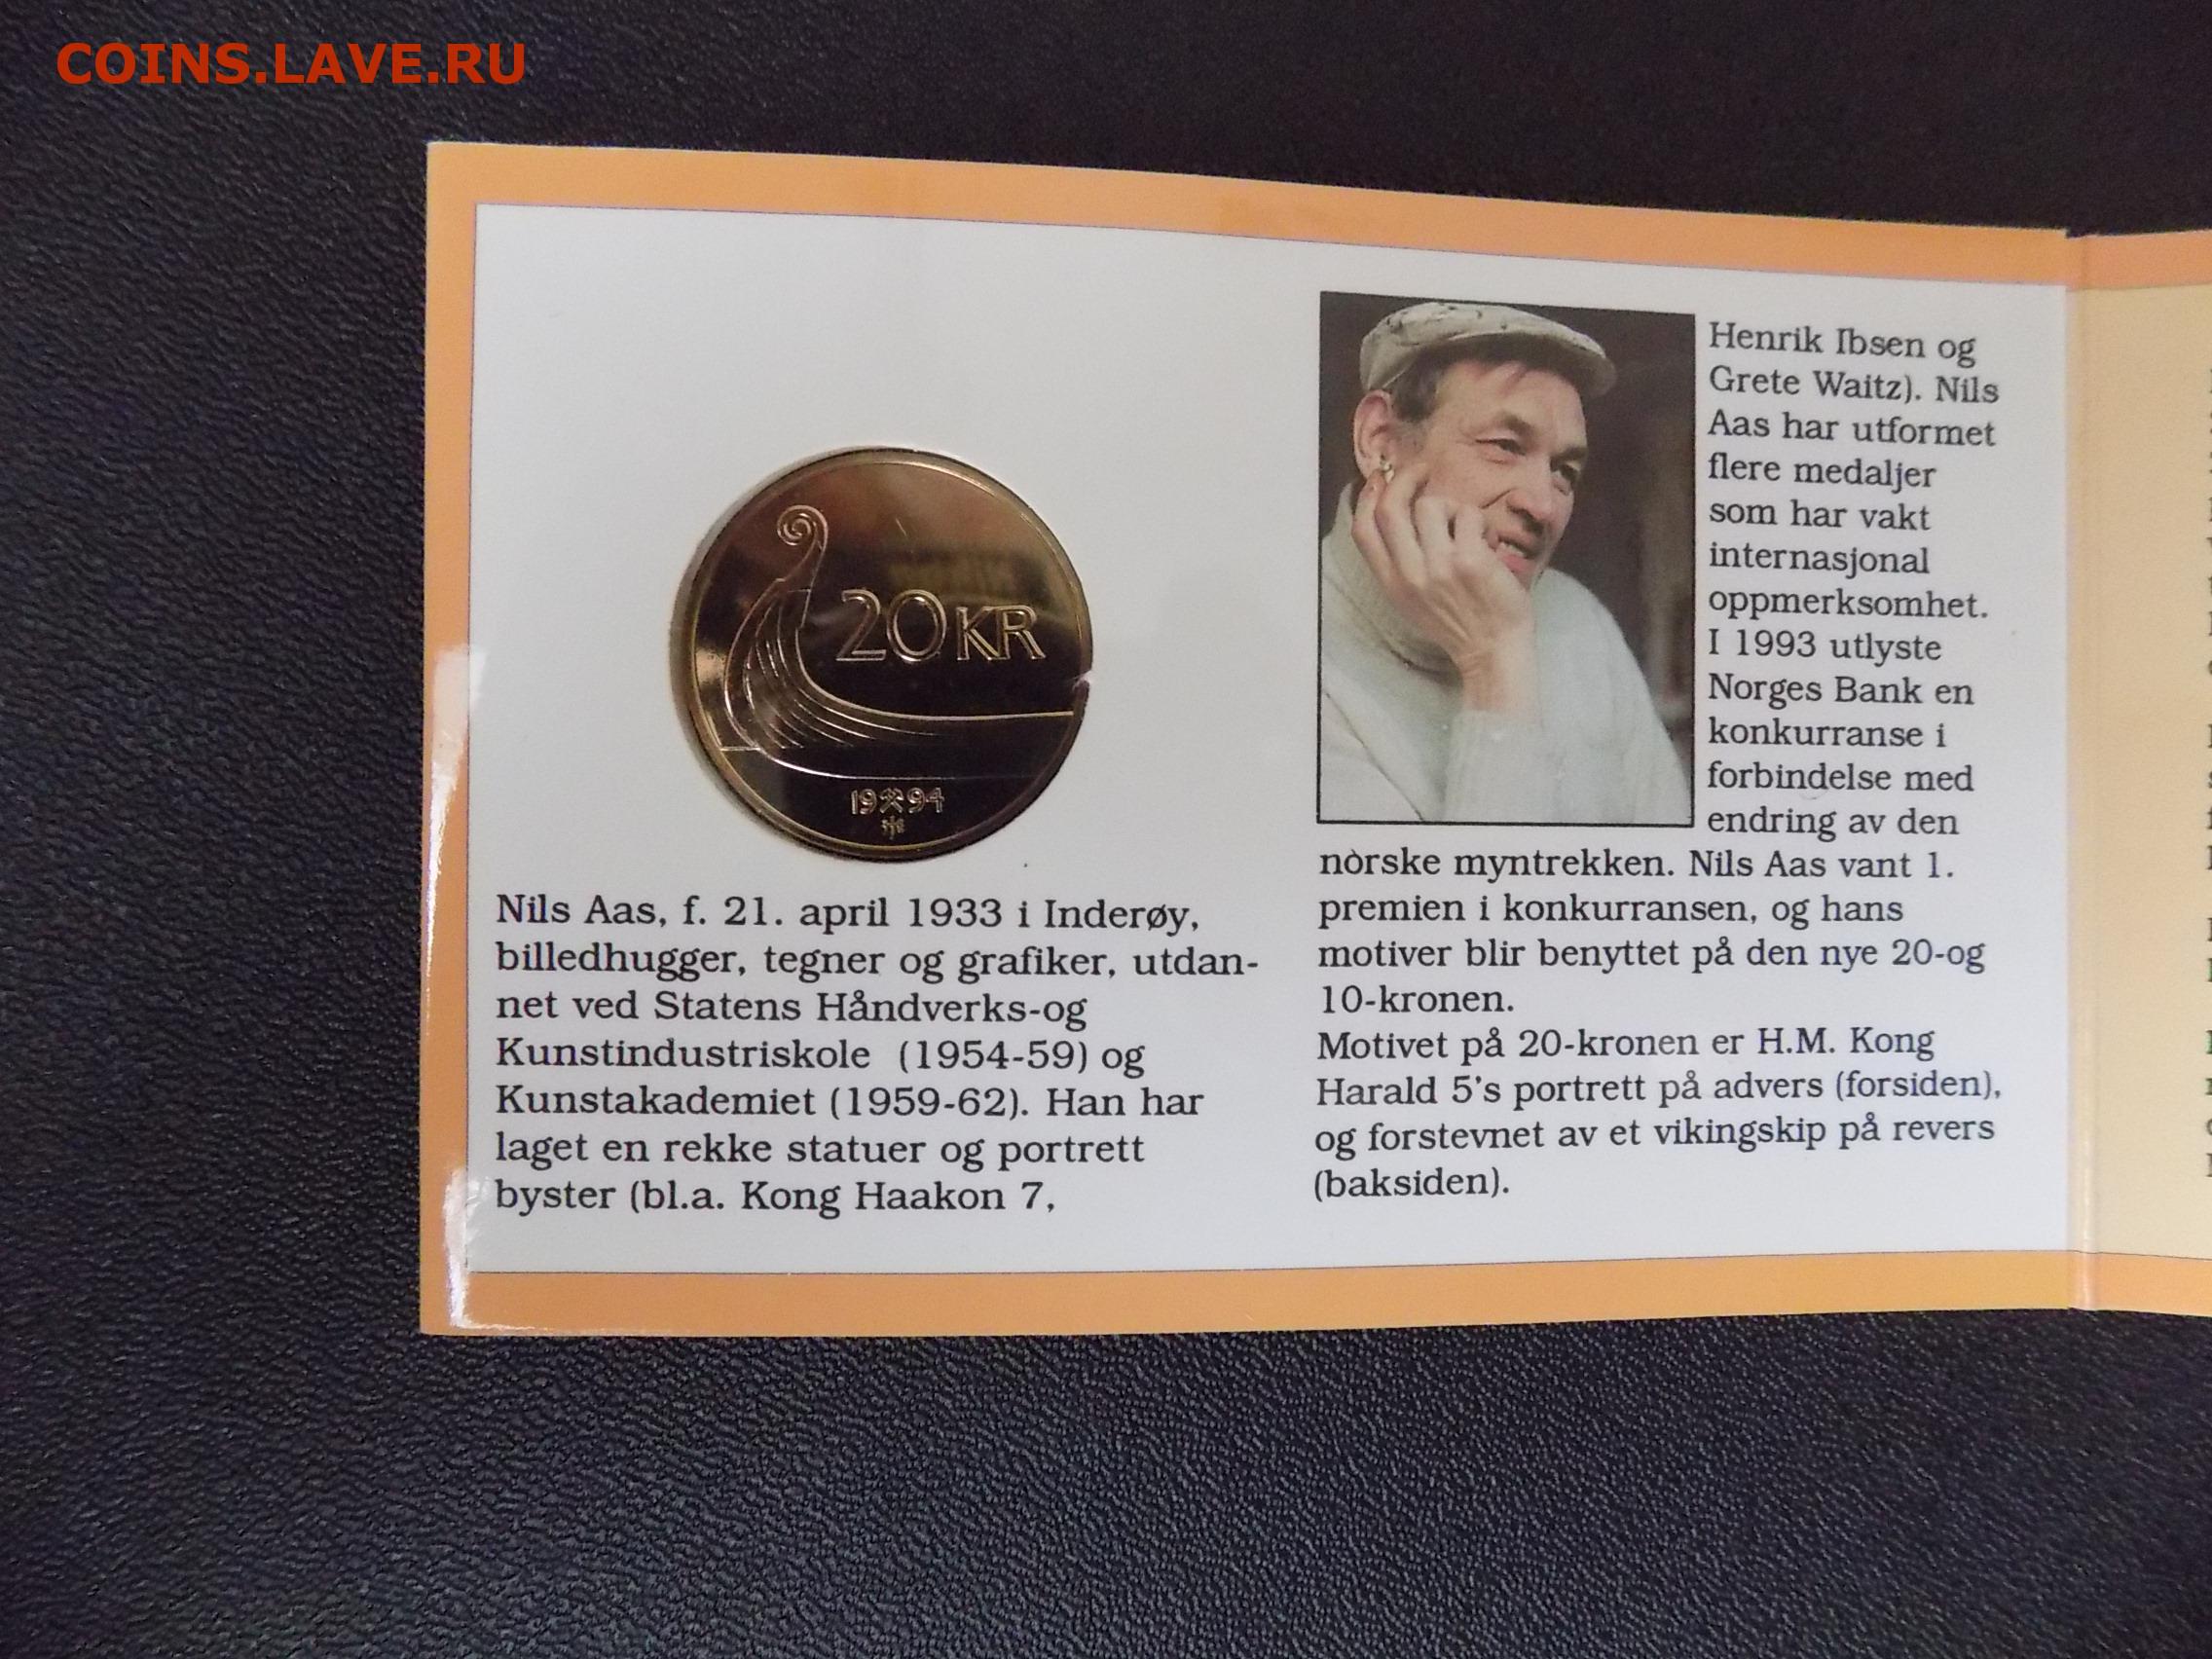 COINS.LAVE.RU
20 KR
19 94
Nils Aas, f. 21. april 1933 i Inderøy,
billedhugger, tegner og grafiker, utdan-
net ved Statens Håndverks-og
Kunstindustriskole (1954-59) og
Kunstakademiet (1959-62). Han har
laget en rekke statuer og portrett
byster (bl.a. Kong Haakon 7,
Henrik Ibsen og
Grete Waitz). Nils
Aas har utformet
flere medaljer
som har vakt
internasjonal
oppmerksomhet.
I 1993 utlyste
Norges Bank en
konkurranse i
forbindelse med
endring av den
norske myntrekken. Nils Aas vant 1.
premien i konkurransen, og hans
motiver blir benyttet på den nye 20-og
10-kronen.
Motivet på 20-kronen er H.M. Kong
Harald 5's portrett på advers (forsiden),
og forstevnet av et vikingskip på revers
(baksiden).